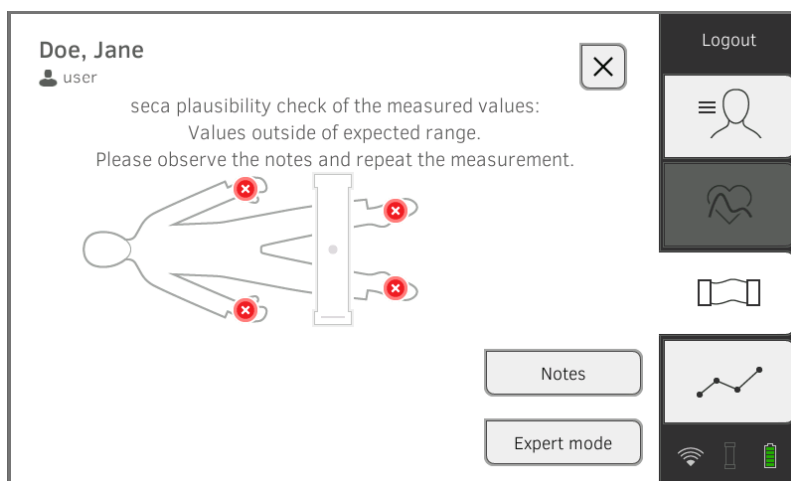 Doe, Jane
user
seca plausibility check of the measured values:
Values outside of expected range.
Please observe the notes and repeat the measurement.
Notes
Expert mode
Logout